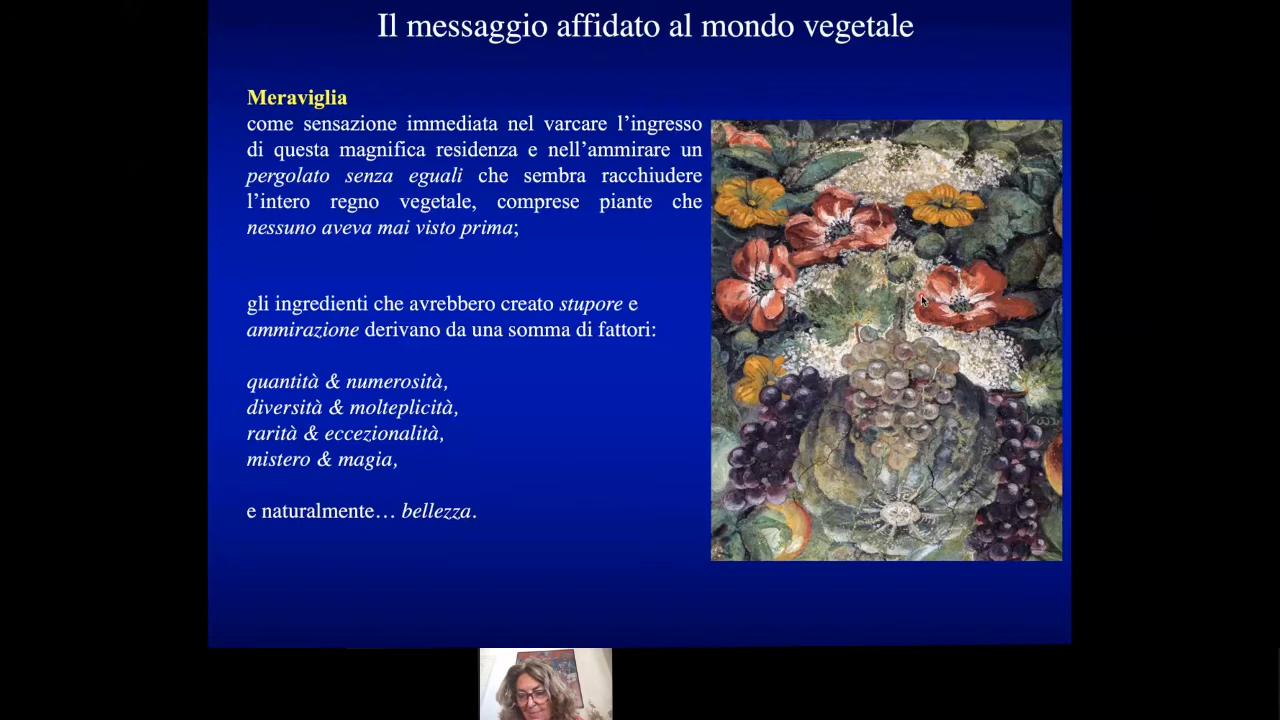 Il messaggio affidato al mondo vegetale
Meraviglia
come sensazione immediata nel varcare l’ingresso
di questa magnifica residenza e nell’ammirare un
pergolato senza eguali che sembra racchiudere
l’intero regno vegetale, comprese piante che
nessuno aveva mai visto prima;
gli ingredienti che avrebbero creato stupore e
ammirazione derivano da una somma di fattori:
quantità & numerosità,
diversità & molteplicità,
rarità & eccezionalità,
mistero & magia,
e naturalmente… bellezza.